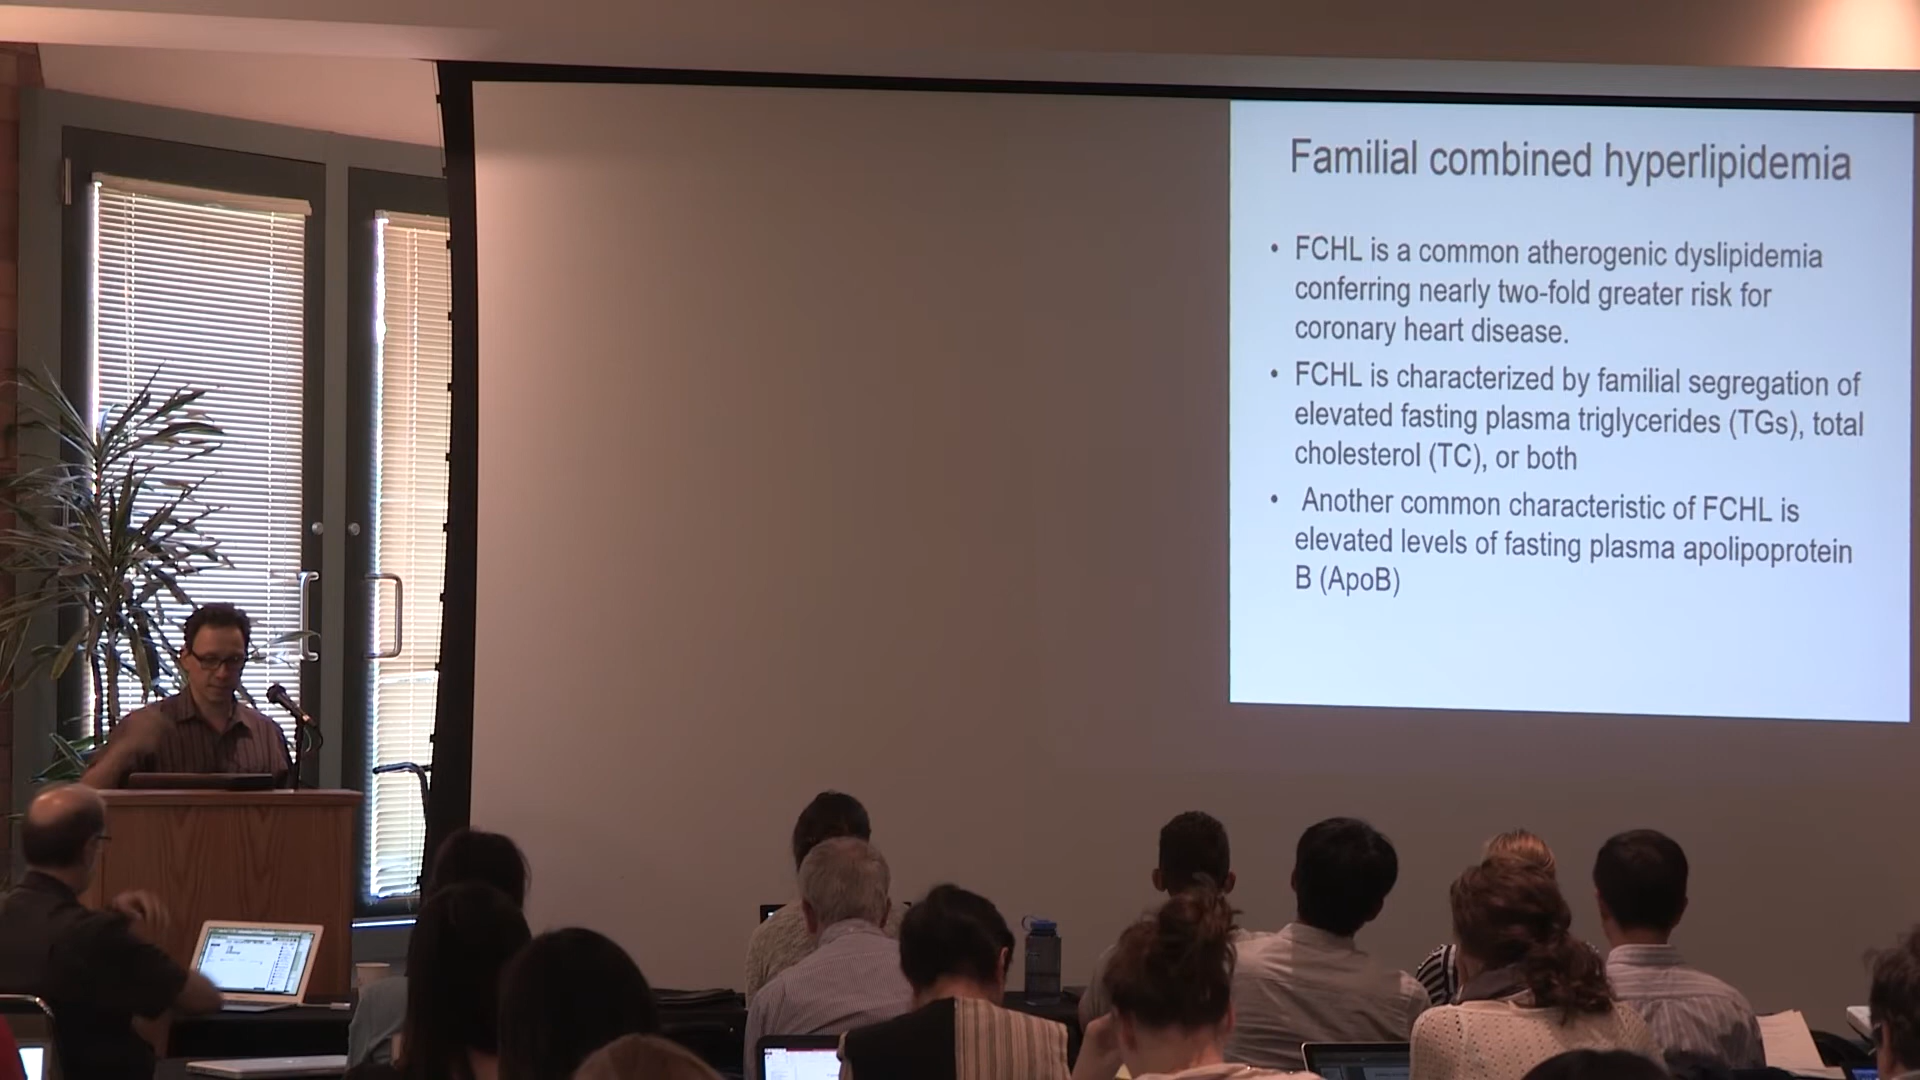 Familial combined hyperlipidemia
• FCHL is a common atherogenic dyslipidemia
conferring nearly two-fold greater risk for
coronary heart disease.
• FCHL is characterized by familial segregation of
elevated fasting plasma triglycerides (TGs), total
cholesterol (TC), or both
• Another common characteristic of FCHL is
elevated levels of fasting plasma apolipoprotein
B (ApoB)